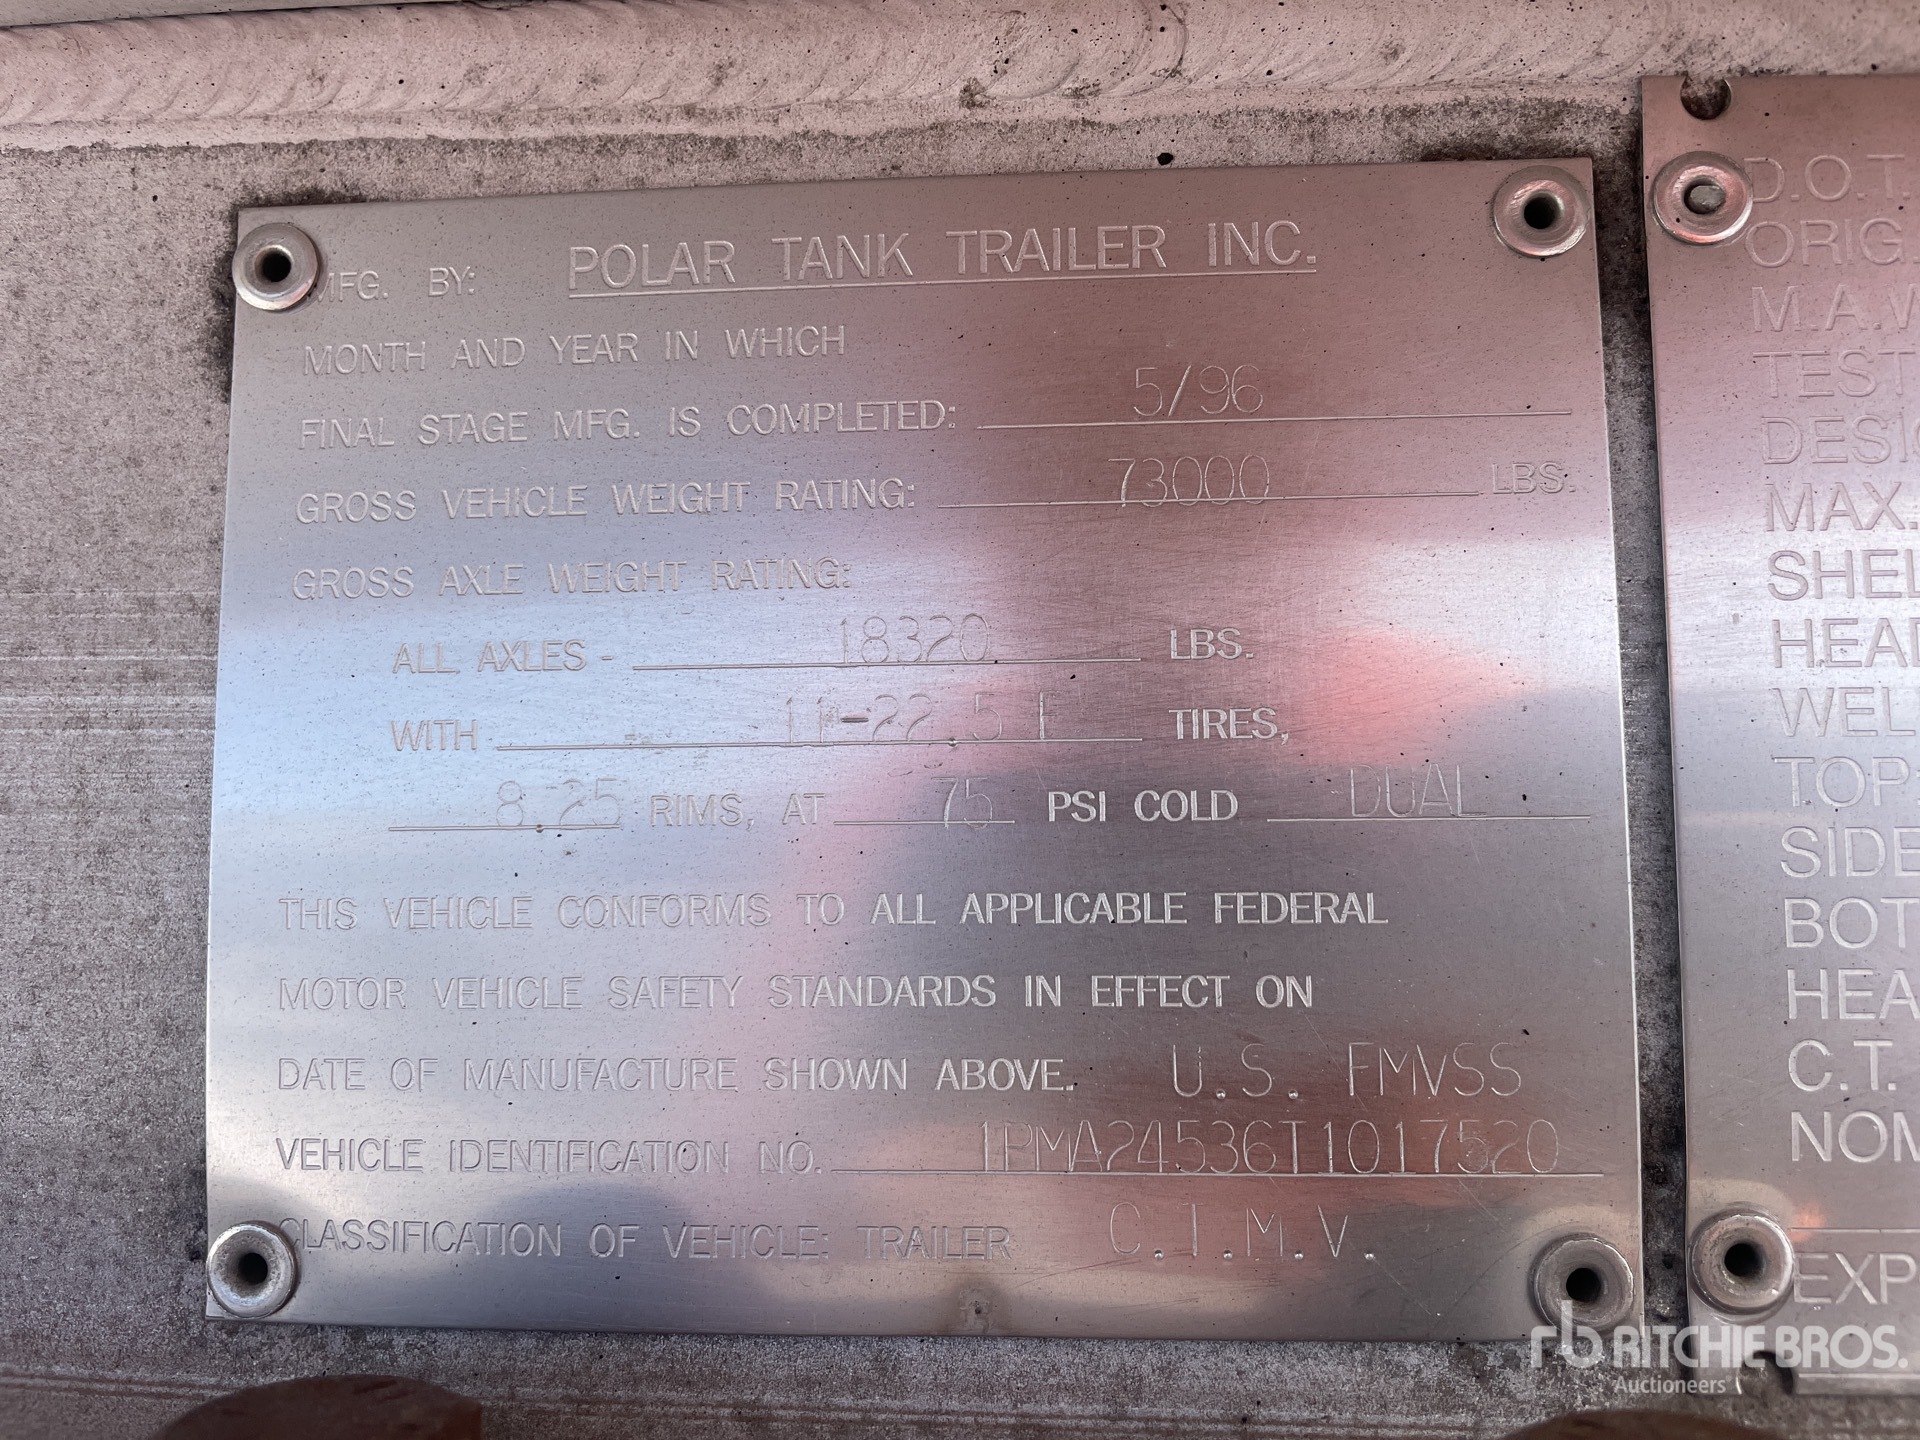 MFG. BY: POLAR TANK TRAILER INC.
MONTH AND YEAR IN WHICH
FINAL STAGE MFG. IS COMPLETED: 5/96
GROSS VEHICLE WEIGHT RATING: 73000 LBS.
GROSS AXLE WEIGHT RATING:
ALL AXLES - 18320 LBS.
WITH - 11-22.5 F TIRES,
8.25 RIMS, AT 75 PSI COLD DUAL
THIS VEHICLE CONFORMS TO ALL APPLICABLE FEDERAL
MOTOR VEHICLE SAFETY STANDARDS IN EFFECT ON
DATE OF MANUFACTURE SHOWN ABOVE. U.S. FMVSS
VEHICLE IDENTIFICATION NO. 1PMA24536T1017520
CLASSIFICATION OF VEHICLE: TRAILER C.T.M.V.
D.O.T.
ORIG.
M.A.W
TEST
DESIG
MAX.
SHEL
HEAD
WEL
TOP:
SIDE
BOT
HEA
C.T.
NOM
EXP
rb RITCHIE BROS.
Auctioneers